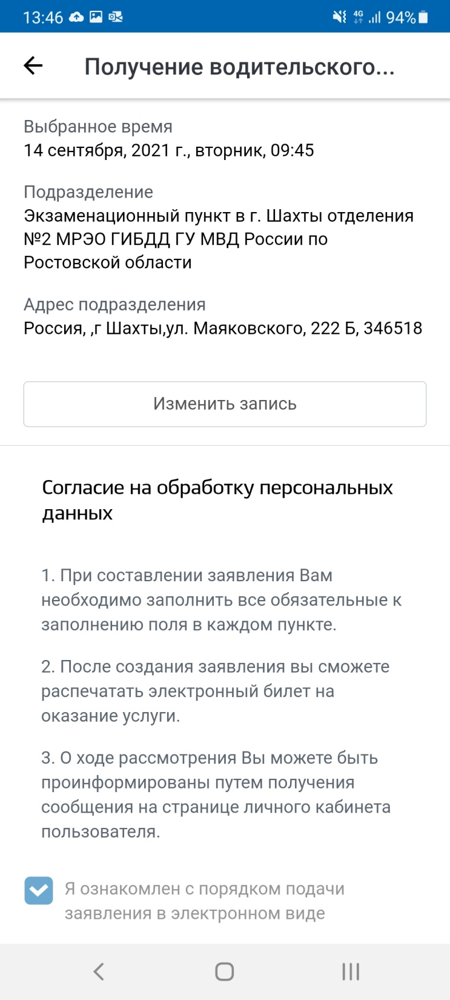 13:46 4G 94%
Получение водительского...
Выбранное время
14 сентября, 2021 г., вторник, 09:45
Подразделение
Экзаменационный пункт в г. Шахты отделения
№2 МРЭО ГИБДД ГУ МВД России по
Ростовской области
Адрес подразделения
Россия, ,г Шахты,ул. Маяковского, 222 Б, 346518
Изменить запись
Согласие на обработку персональных
данных
1. При составлении заявления Вам
необходимо заполнить все обязательные к
заполнению поля в каждом пункте.
2. После создания заявления вы сможете
распечатать электронный билет на
оказание услуги.
3. О ходе рассмотрения Вы можете быть
проинформированы путем получения
сообщения на странице личного кабинета
пользователя.
Я ознакомлен с порядком подачи
заявления в электронном виде